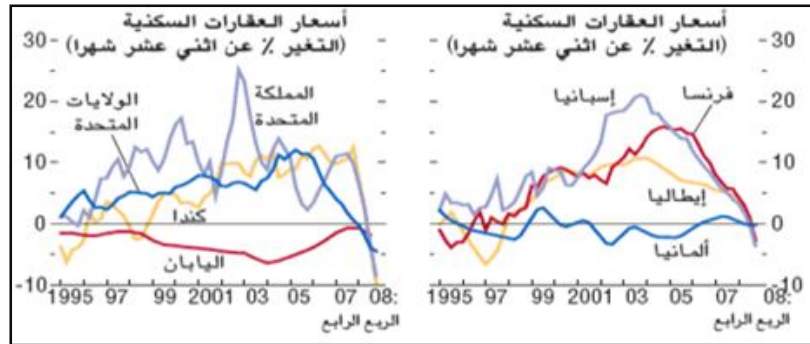 أسعار العقارات السكنية
(التغير % عن اثني عشر شهرا)
30
20
10
0
-10
الولايات
المتحدة
المملكة
المتحدة
كندا
اليابان
1995 97 99 2001 03 05 07 08:
الربع الرابع
أسعار العقارات السكنية
(التغير % عن اثني عشر شهرا)
30
20
10
0
-10
إسبانيا
فرنسا
إيطاليا
ألمانيا
1995 97 99 2001 03 05 07 08:
الربع الرابع